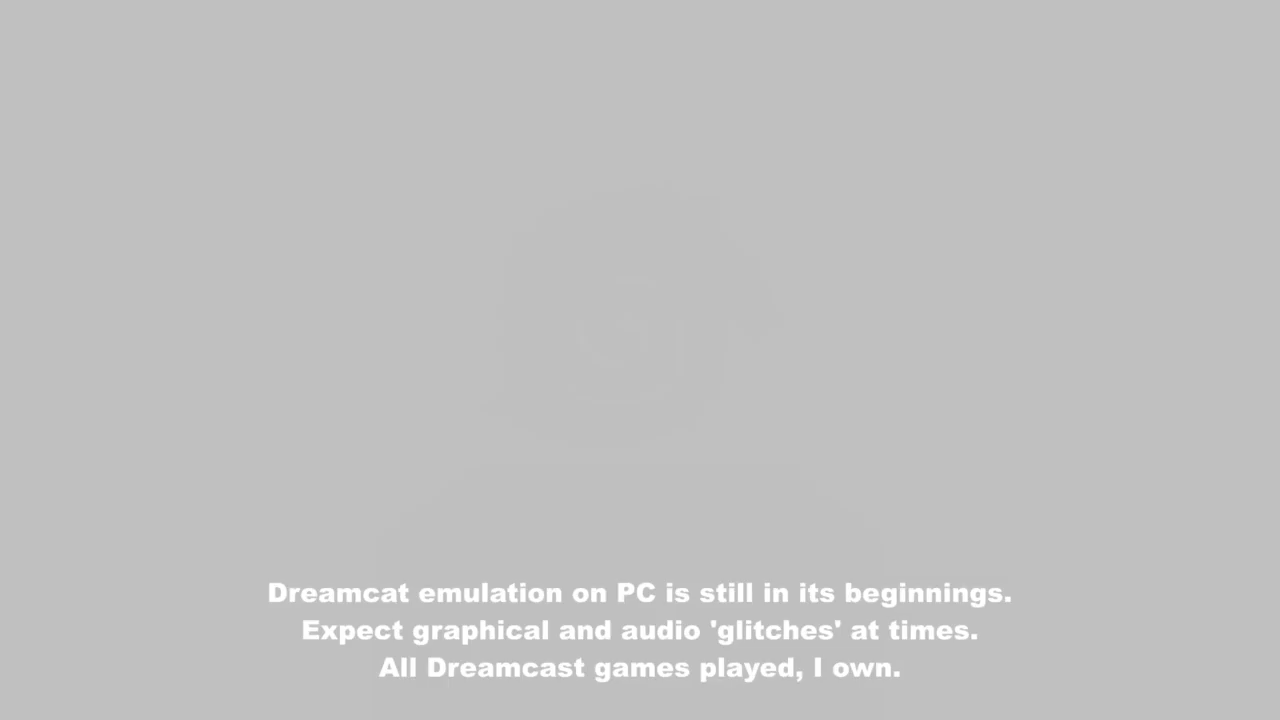 Dreamcat emulation on PC is still in its beginnings.
Expect graphical and audio 'glitches' at times.
All Dreamcast games played, I own.